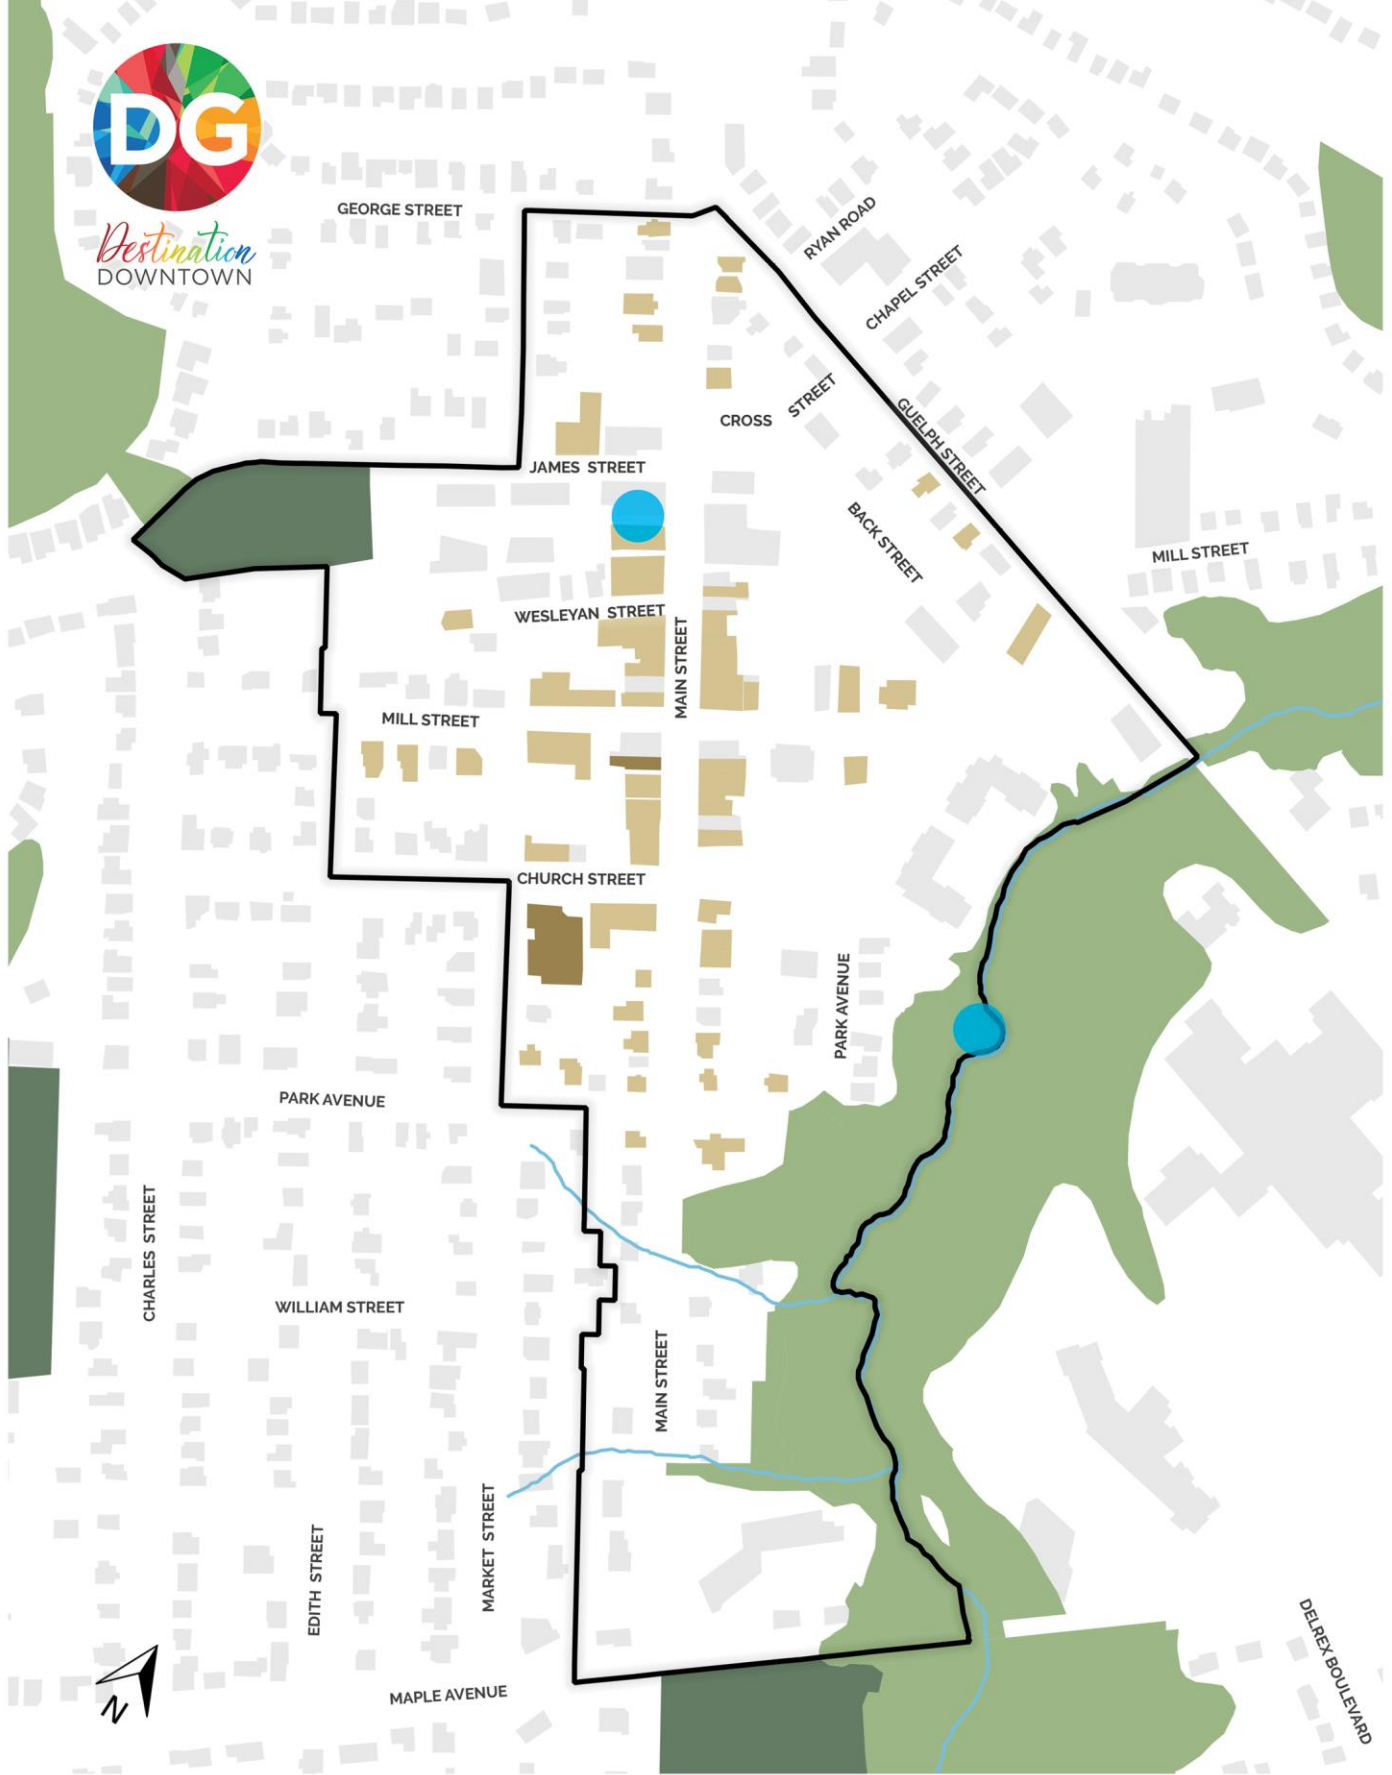 DG
Destination
DOWNTOWN
GEORGE STREET
RYAN ROAD
CHAPEL STREET
CROSS STREET
GUELPH STREET
JAMES STREET
BACK STREET
MILL STREET
WESLEYAN STREET
MAIN STREET
MILL STREET
CHURCH STREET
PARK AVENUE
PARK AVENUE
CHARLES STREET
WILLIAM STREET
MAIN STREET
MARKET STREET
EDITH STREET
DELREX BOULEVARD
MAPLE AVENUE
N